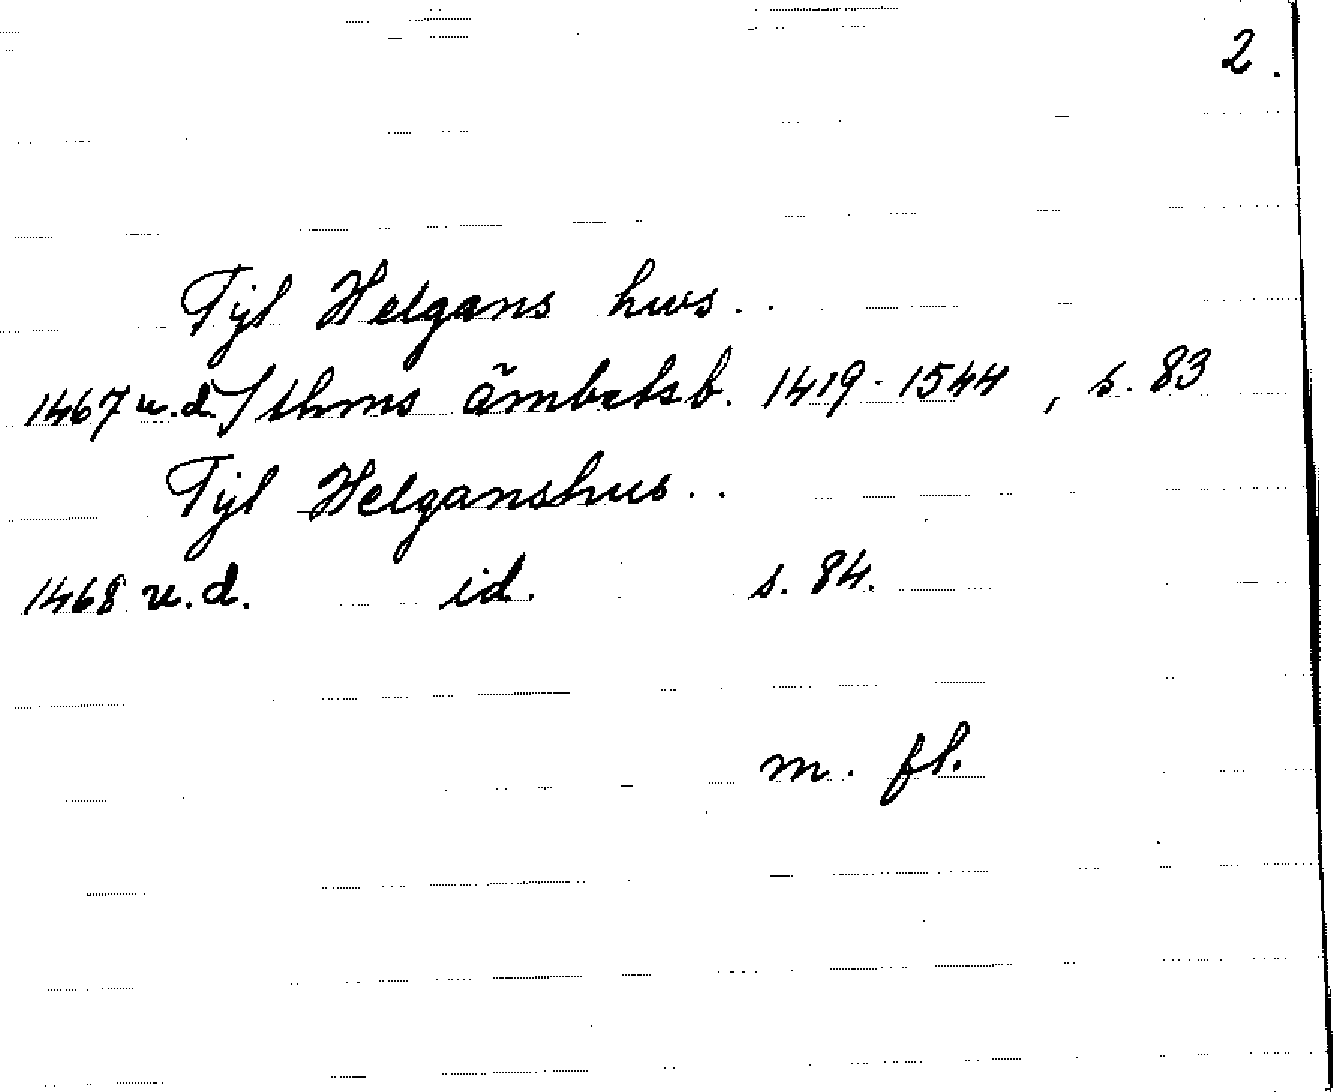 2.
Tijl Helgans hws..
1467 u.d. Sthms ämbetsb. 1419-1544, s. 83
Tijl Helganshus..
1468 u.d. id. s. 84.
m. fl.